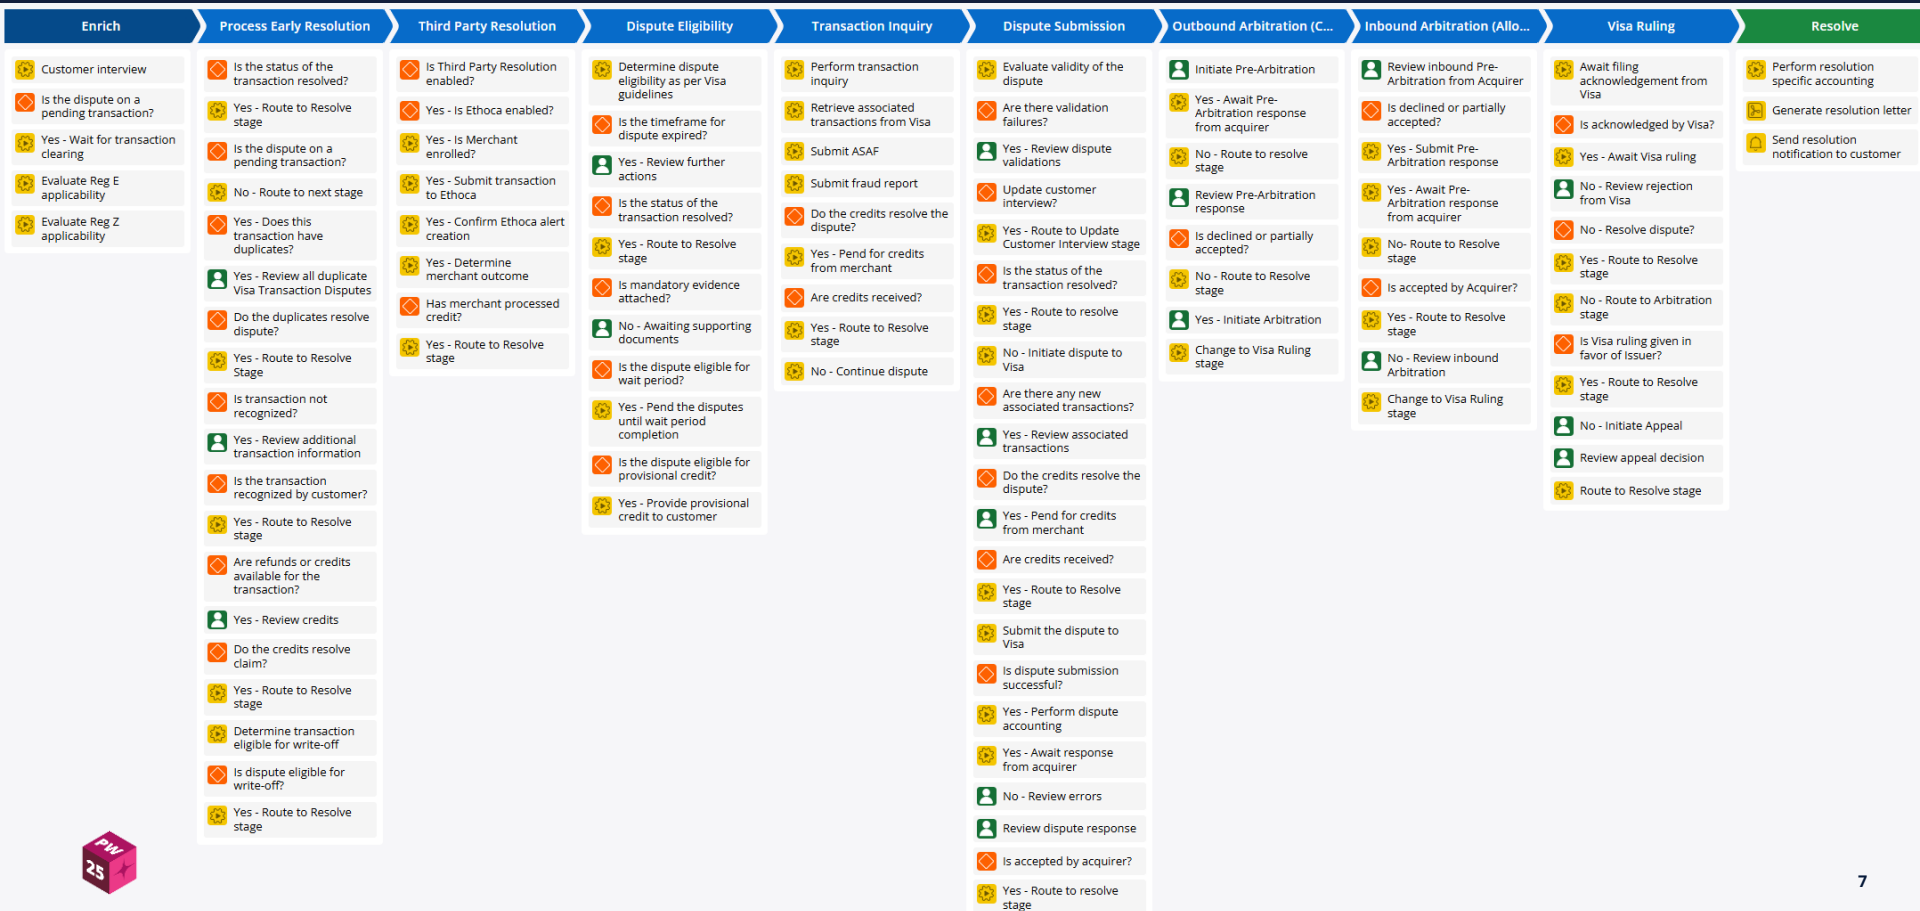 Enrich
Process Early Resolution
Third Party Resolution
Dispute Eligibility
Transaction Inquiry
Dispute Submission
Outbound Arbitration (C...
Inbound Arbitration (Allo...
Visa Ruling
Resolve
Customer interview
Is the dispute on a
pending transaction?
Yes - Wait for transaction
clearing
Evaluate Reg E
applicability
Evaluate Reg Z
applicability
Is the status of the
transaction resolved?
Yes - Route to Resolve
stage
Is the dispute on a
pending transaction?
No - Route to next stage
Yes - Does this
transaction have
duplicates?
Yes - Review all duplicate
Visa Transaction Disputes
Do the duplicates resolve
dispute?
Yes - Route to Resolve
Stage
Is transaction not
recognized?
Yes - Review additional
transaction information
Is the transaction
recognized by customer?
Yes - Route to Resolve
stage
Are refunds or credits
available for the
transaction?
Yes - Review credits
Do the credits resolve
claim?
Yes - Route to Resolve
stage
Determine transaction
eligible for write-off
Is dispute eligible for
write-off?
Yes - Route to Resolve
stage
Is Third Party Resolution
enabled?
Yes - Is Ethoca enabled?
Yes - Is Merchant
enrolled?
Yes - Submit transaction
to Ethoca
Yes - Confirm Ethoca alert
creation
Yes - Determine
merchant outcome
Has merchant processed
credit?
Yes - Route to Resolve
stage
Determine dispute
eligibility as per Visa
guidelines
Is the timeframe for
dispute expired?
Yes - Review further
actions
Is the status of the
transaction resolved?
Yes - Route to Resolve
stage
Is mandatory evidence
attached?
No - Awaiting supporting
documents
Is the dispute eligible for
wait period?
Yes - Pend the disputes
until wait period
completion
Is the dispute eligible for
provisional credit?
Yes - Provide provisional
credit to customer
Perform transaction
inquiry
Retrieve associated
transactions from Visa
Submit ASAF
Submit fraud report
Do the credits resolve the
dispute?
Yes - Pend for credits
from merchant
Are credits received?
Yes - Route to Resolve
stage
No - Continue dispute
Evaluate validity of the
dispute
Are there validation
failures?
Yes - Review dispute
validations
Update customer
interview?
Yes - Route to Update
Customer Interview stage
Is the status of the
transaction resolved?
Yes - Route to resolve
stage
No - Initiate dispute to
Visa
Are there any new
associated transactions?
Yes - Review associated
transactions
Do the credits resolve the
dispute?
Yes - Pend for credits
from merchant
Are credits received?
Yes - Route to Resolve
stage
Submit the dispute to
Visa
Is dispute submission
successful?
Yes - Perform dispute
accounting
Yes - Await response
from acquirer
No - Review errors
Review dispute response
Is accepted by acquirer?
Yes - Route to resolve
stage
Initiate Pre-Arbitration
Yes - Await Pre-
Arbitration response
from acquirer
No - Route to resolve
stage
Review Pre-Arbitration
response
Is declined or partially
accepted?
No - Route to Resolve
stage
Yes - Initiate Arbitration
Change to Visa Ruling
stage
Review inbound Pre-
Arbitration from Acquirer
Is declined or partially
accepted?
Yes - Submit Pre-
Arbitration response
Yes - Await Pre-
Arbitration response
from acquirer
No- Route to Resolve
stage
Is accepted by Acquirer?
Yes - Route to Resolve
stage
No - Review inbound
Arbitration
Change to Visa Ruling
stage
Await filing
acknowledgement from
Visa
Is acknowledged by Visa?
Yes - Await Visa ruling
No - Review rejection
from Visa
No - Resolve dispute?
Yes - Route to Resolve
stage
No - Route to Arbitration
stage
Is Visa ruling given in
favor of Issuer?
Yes - Route to Resolve
stage
No - Initiate Appeal
Review appeal decision
Route to Resolve stage
Perform resolution
specific accounting
Generate resolution letter
Send resolution
notification to customer
PW
25
7